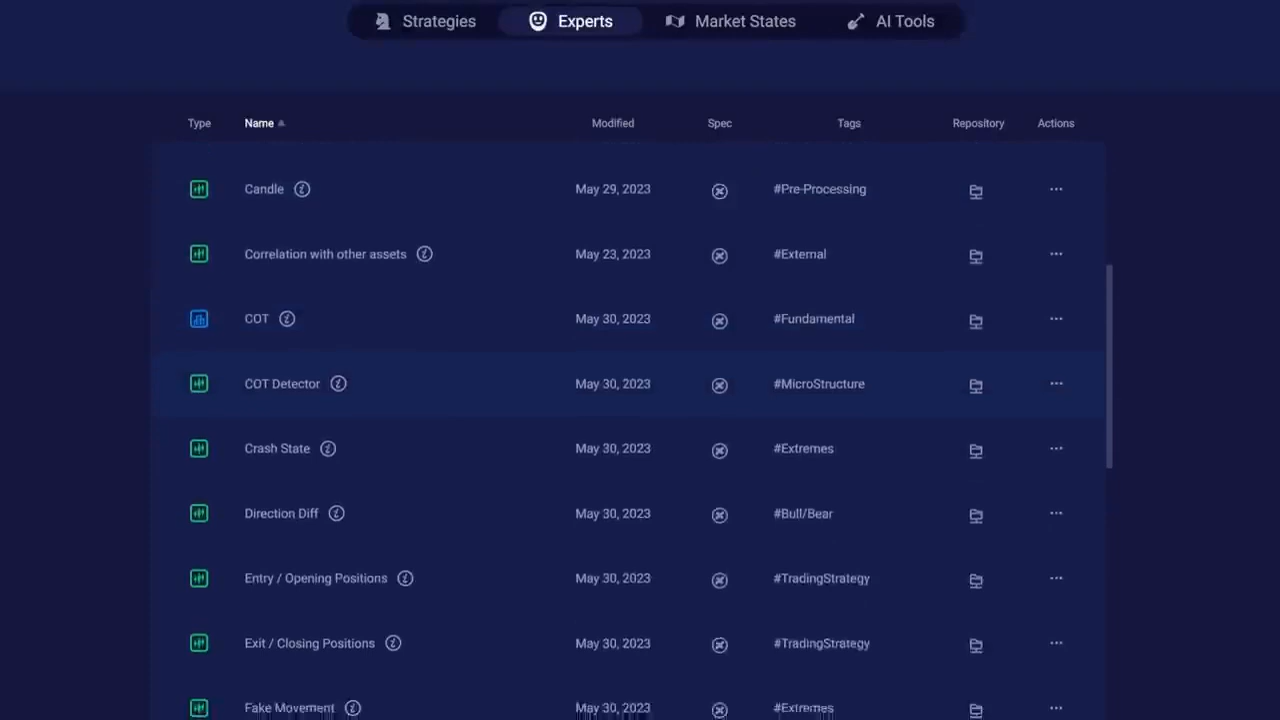 Strategies Experts Market States AI Tools
Type Name Modified Spec Tags Repository Actions
Candle May 29, 2023 #Pre-Processing
Correlation with other assets May 23, 2023 #External
COT May 30, 2023 #Fundamental
COT Detector May 30, 2023 #MicroStructure
Crash State May 30, 2023 #Extremes
Direction Diff May 30, 2023 #Bull/Bear
Entry / Opening Positions May 30, 2023 #TradingStrategy
Exit / Closing Positions May 30, 2023 #TradingStrategy
Fake Movement May 30, 2023 #Extremes